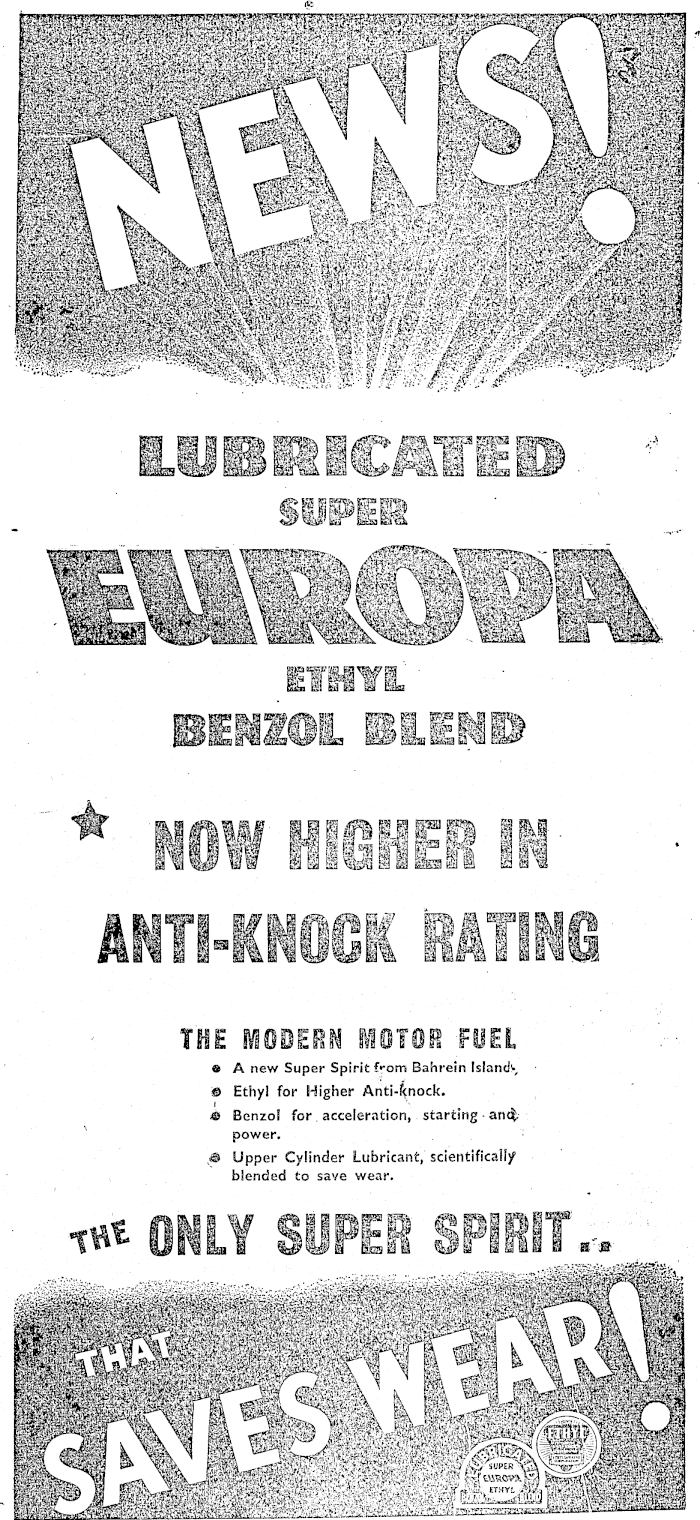 NEWS!
LUBRICATED
SUPER
EUROPA
ETHYL
BENZOL BLEND
NOW HIGHER IN
ANTI-KNOCK RATING
THE MODERN MOTOR FUEL
A new Super Spirit from Bahrein Island.
Ethyl for Higher Anti-knock.
Benzol for acceleration, starting and
power.
Upper Cylinder Lubricant, scientifically
blended to save wear.
THE ONLY SUPER SPIRIT..
THAT
SAVES WEAR!
ETHYL
LUBRICATED
SUPER
EUROPA
ETHYL